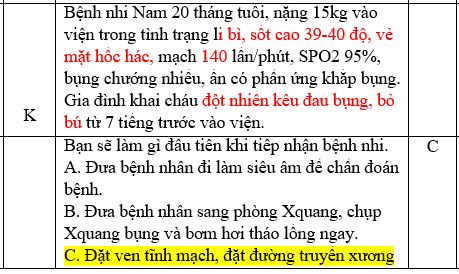 Bệnh nhi Nam 20 tháng tuổi, nặng 15kg vào
viện trong tình trạng li bì, sốt cao 39-40 độ, vẻ
mặt hốc hác, mạch 140 lần/phút, SPO2 95%,
bụng chướng nhiều, ấn có phản ứng khắp bụng.
Gia đình khai cháu đột nhiên kêu đau bụng, bỏ
K
bú từ 7 tiếng trước vào viện.
Bạn sẽ làm gì đầu tiên khi tiếp nhận bệnh nhi.
C
A. Đưa bệnh nhân đi làm siêu âm để chẩn đoán
bệnh.
B. Đưa bệnh nhân sang phòng Xquang, chụp
Xquang bụng và bơm hơi tháo lồng ngay.
C. Đặt ven tĩnh mạch, đặt đường truyền xương